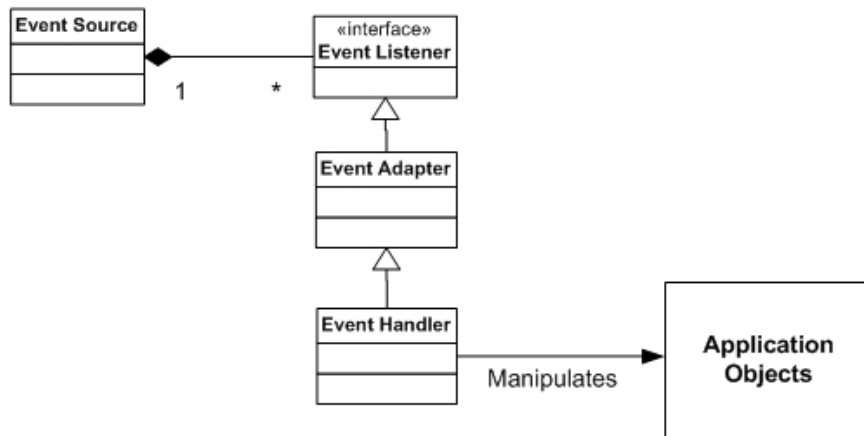 Event Source
«interface»
Event Listener
1
*
Event Adapter
Event Handler
Manipulates
Application
Objects